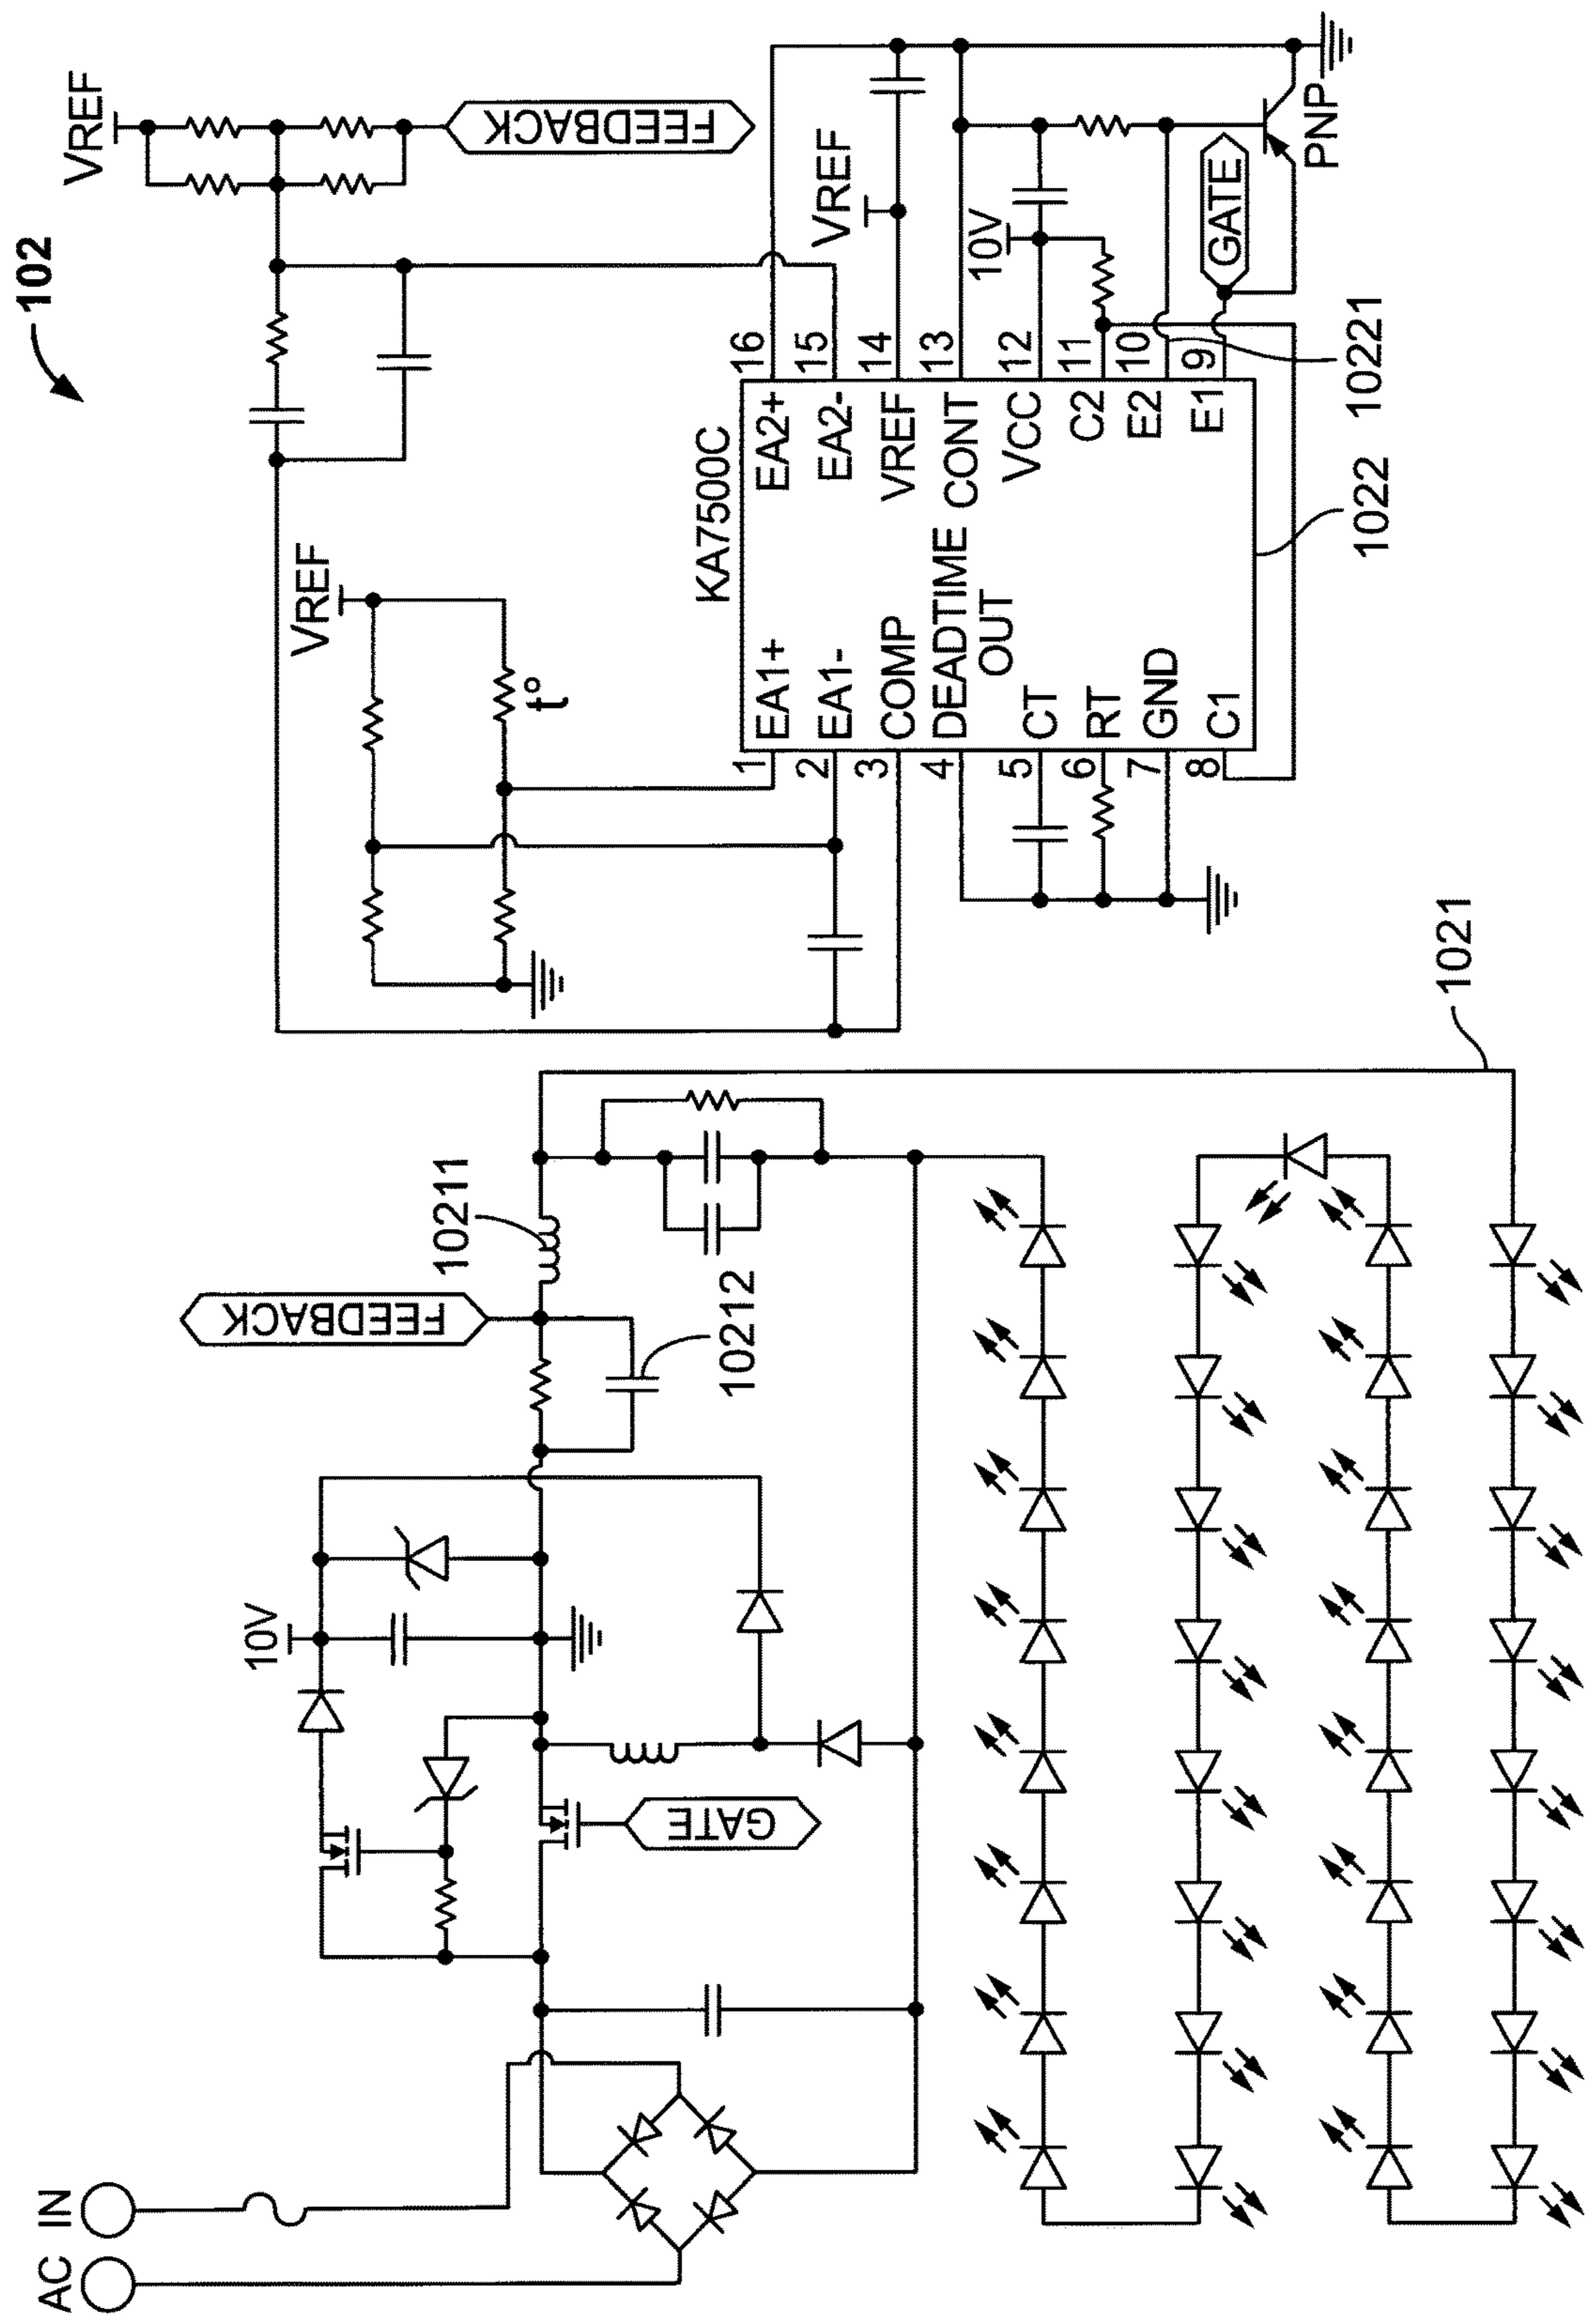 102
AC IN
10V
GATE
FEEDBACK
10211
10212
1021
VREF
VREF
FEEDBACK
t°
KA7500C
1 EA1+
2 EA1-
3 COMP
4 DEADTIME
OUT
5 CT
6 RT
7 GND
8 C1
EA2+ 16
EA2- 15
VREF 14
CONT 13
VCC 12
C2 11
E2 10
E1 9
VREF
10V
GATE
PNP
10221
1022